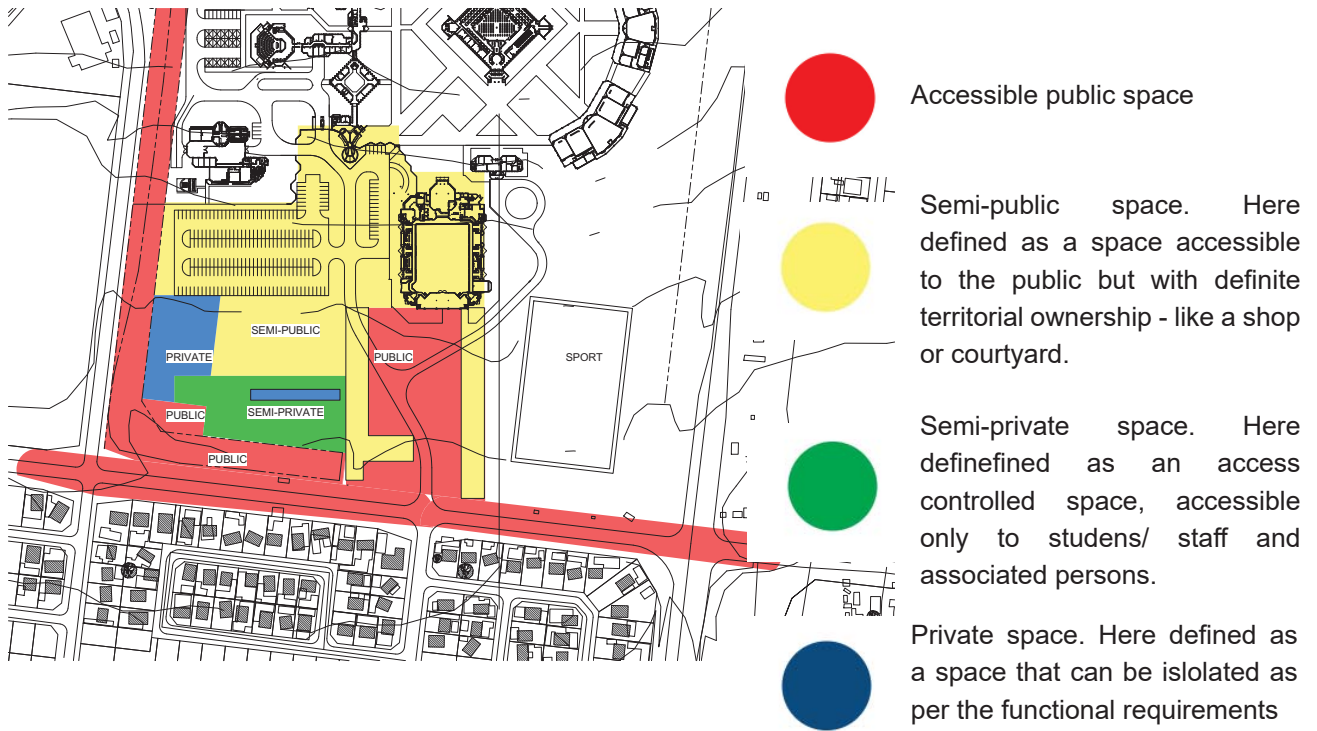 SEMI-PUBLIC
PRIVATE
PUBLIC
SPORT
PUBLIC
SEMI-PRIVATE
PUBLIC
Accessible public space
Semi-public space. Here
defined as a space accessible
to the public but with definite
territorial ownership - like a shop
or courtyard.
Semi-private space. Here
definefined as an access
controlled space, accessible
only to studens/ staff and
associated persons.
Private space. Here defined as
a space that can be islolated as
per the functional requirements